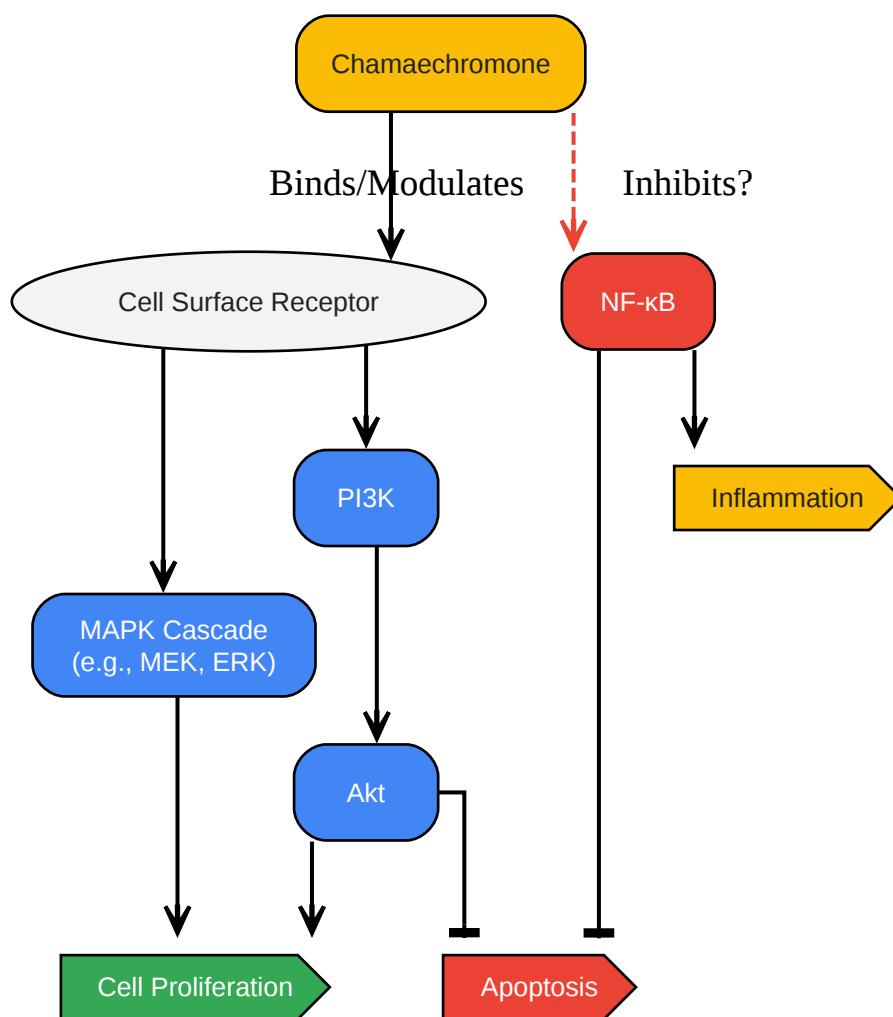 Chamaechromone
Binds/Modulates
Inhibits?
Cell Surface Receptor
NF-κB
PI3K
Inflammation
MAPK Cascade
(e.g., MEK, ERK)
Akt
Cell Proliferation
Apoptosis